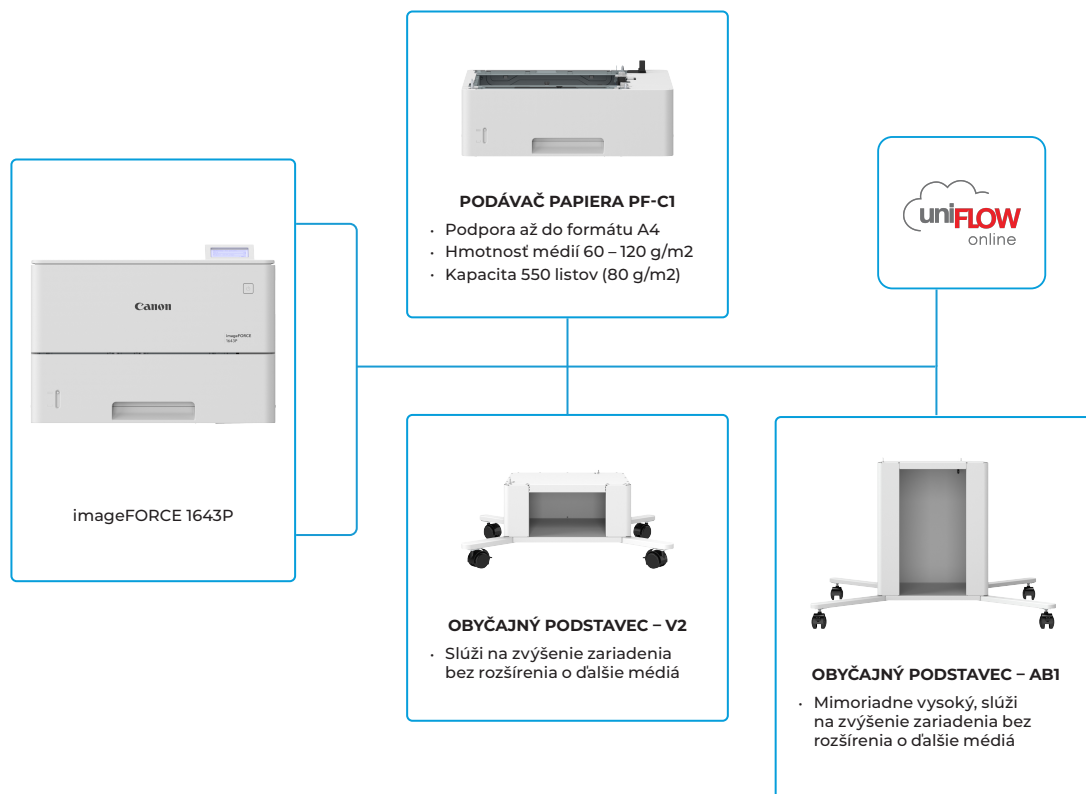 Canon
imageFORCE
1643P
imageFORCE 1643P
PODÁVAČ PAPIERA PF-C1
· Podpora až do formátu A4
· Hmotnosť médií 60 – 120 g/m2
· Kapacita 550 listov (80 g/m2)
uniFLOW
online
OBYČAJNÝ PODSTAVEC – V2
· Slúži na zvýšenie zariadenia
bez rozšírenia o ďalšie médiá
OBYČAJNÝ PODSTAVEC – AB1
· Mimoriadne vysoký, slúži
na zvýšenie zariadenia bez
rozšírenia o ďalšie médiá